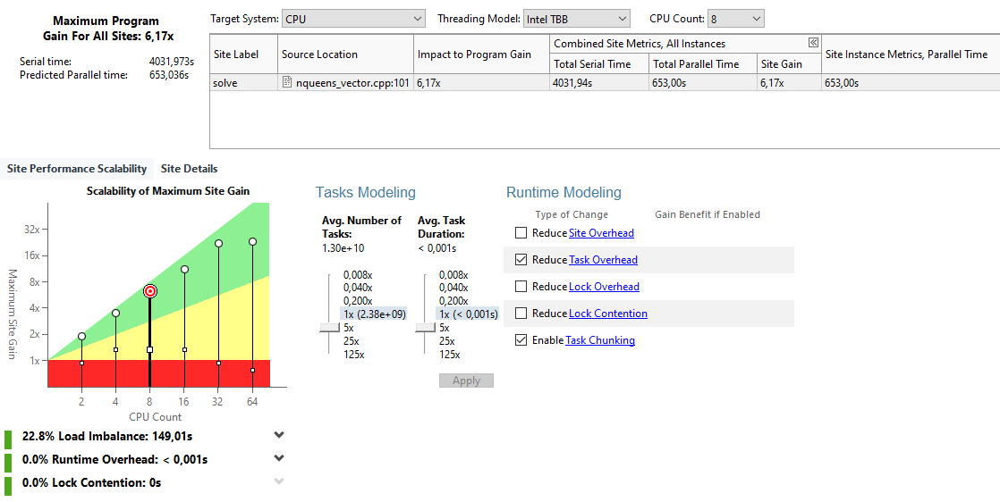 Maximum Program
Gain For All Sites: 6,17x
Serial time: 4031,973s
Predicted Parallel time: 653,036s
Target System: CPU
Threading Model: Intel TBB
CPU Count: 8
Site Label
Source Location
Impact to Program Gain
Combined Site Metrics, All Instances
Total Serial Time
Total Parallel Time
Site Gain
Site Instance Metrics, Parallel Time
solve nqueens_vector.cpp:101 6,17x 4031,94s 653,00s 6,17x 653,00s
Site Performance Scalability
Site Details
Scalability of Maximum Site Gain
Maximum Site Gain
32x
16x
8x
4x
2x
1x
2 4 8 16 32 64
CPU Count
22.8% Load Imbalance: 149,01s
0.0% Runtime Overhead: < 0,001s
0.0% Lock Contention: 0s
Tasks Modeling
Avg. Number of
Tasks:
1.30e+10
0,008x
0,040x
0,200x
1x (2.38e+09)
5x
25x
125x
Avg. Task
Duration:
< 0,001s
0,008x
0,040x
0,200x
1x (< 0,001s)
5x
25x
125x
Apply
Runtime Modeling
Type of Change
Gain Benefit if Enabled
Reduce Site Overhead
Reduce Task Overhead
Reduce Lock Overhead
Reduce Lock Contention
Enable Task Chunking